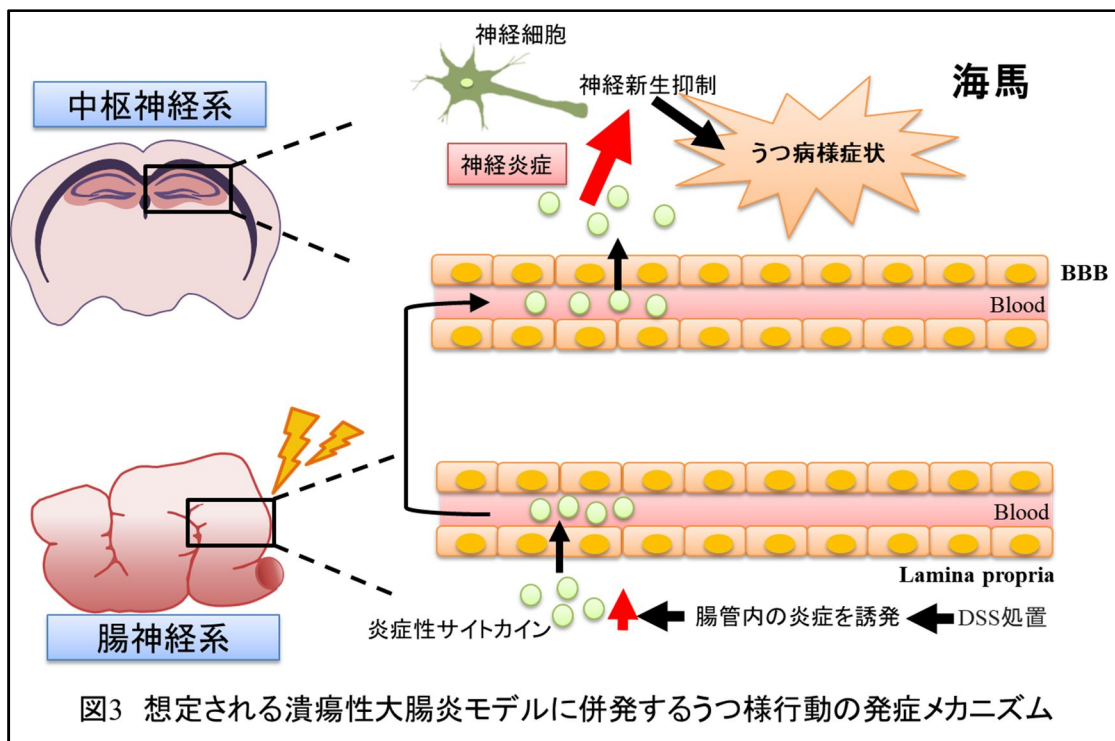 神経細胞
神経新生抑制
海馬
中枢神経系
うつ病様症状
神経炎症
BBB
Blood
Blood
Lamina propria
炎症性サイトカイン
腸管内の炎症を誘発
DSS処置
腸神経系
図3 想定される潰瘍性大腸炎モデルに併発するうつ様行動の発症メカニズム